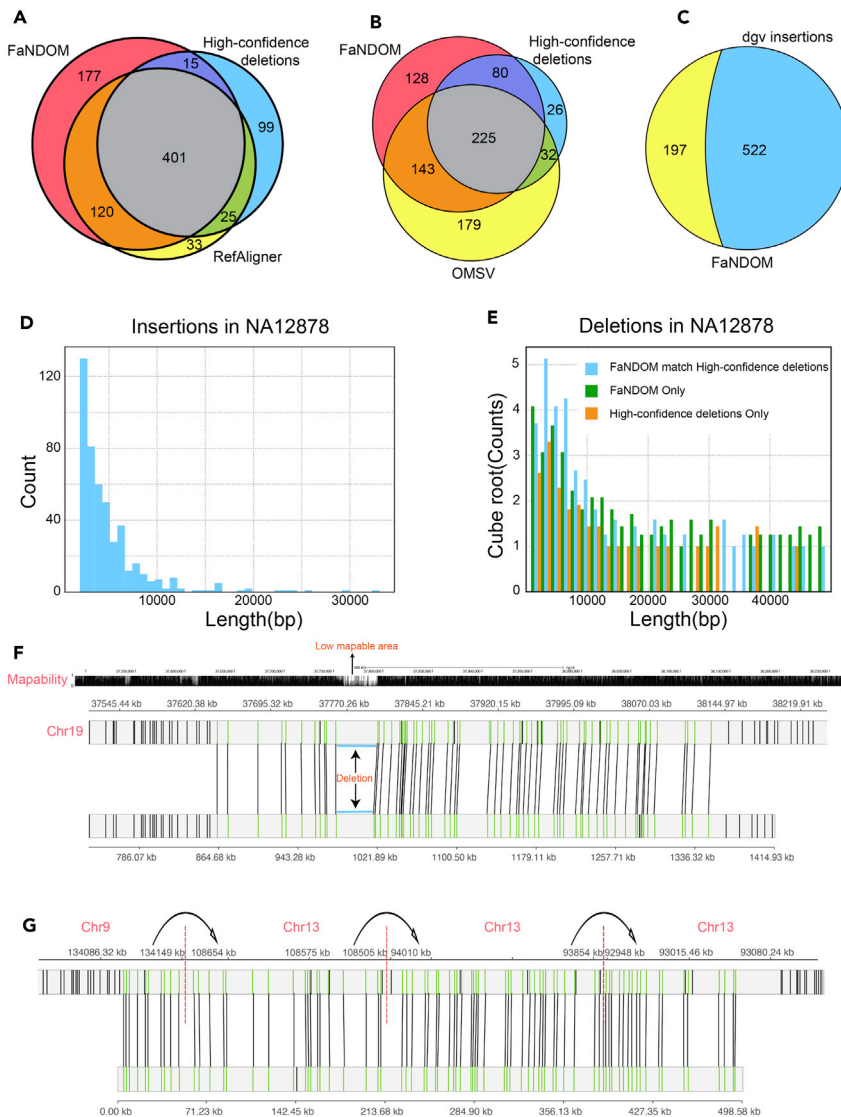 A
B
C
FaNDOM
High-confidence
deletions
177
15
99
401
120
25
33
RefAligner
FaNDOM
High-confidence
deletions
128
80
26
225
32
143
179
OMSV
dgv insertions
197
522
FaNDOM
D
Insertions in NA12878
Count
120
80
40
0
10000
20000
30000
Length(bp)
E
Deletions in NA12878
FaNDOM match High-confidence deletions
FaNDOM Only
High-confidence deletions Only
Cube root(Counts)
5
4
3
2
1
0
10000
20000
30000
40000
Length(bp)
F
Low mapable area
Mapability
37545.44 kb 37620.38 kb 37695.32 kb 37770.26 kb 37845.21 kb 37920.15 kb 37995.09 kb 38070.03 kb 38144.97 kb 38219.91 kb
Chr19
Deletion
786.07 kb 864.68 kb 943.28 kb 1021.89 kb 1100.50 kb 1179.11 kb 1257.71 kb 1336.32 kb 1414.93 kb
G
Chr9 Chr13 Chr13 Chr13
134086.32 kb 134149 kb 108654 kb 108575 kb 108505 kb 94010 kb 93854 kb 92948 kb 93015.46 kb 93080.24 kb
0.00 kb 71.23 kb 142.45 kb 213.68 kb 284.90 kb 356.13 kb 427.35 kb 498.58 kb